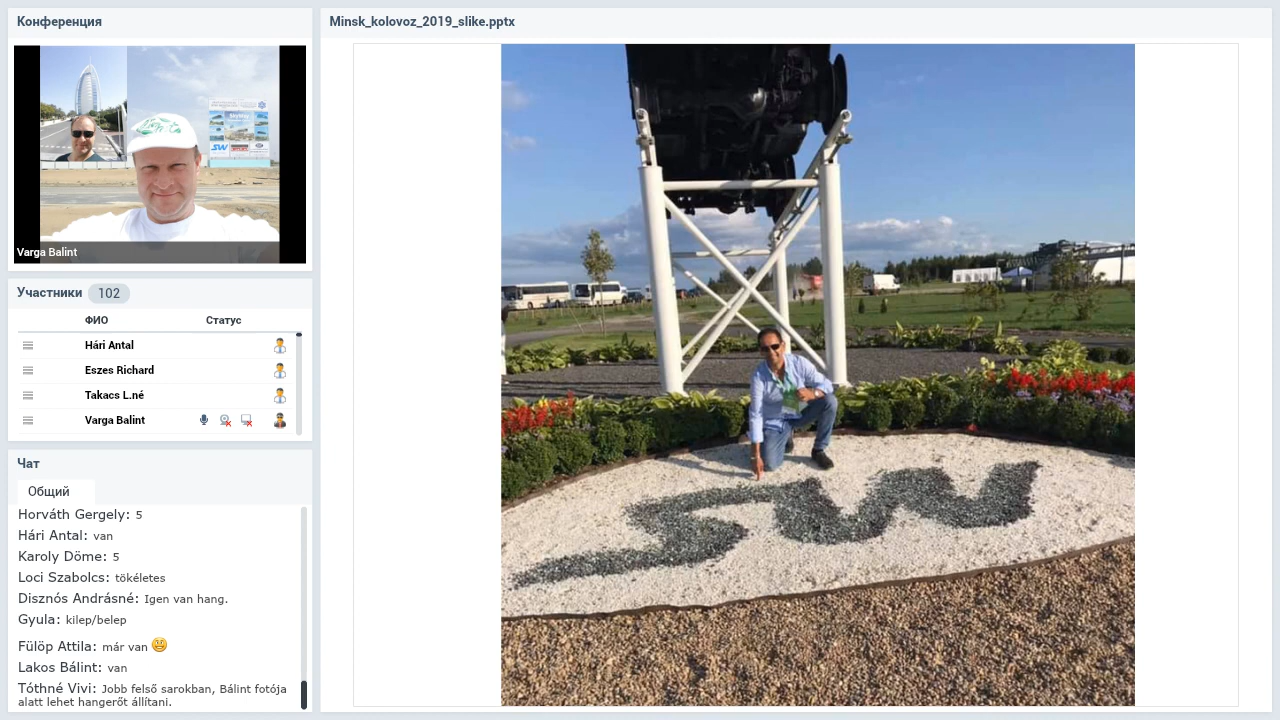 Конференция
SkyWay
SW
Varga Balint
Участники 102
ФИО Статус
Hári Antal
Eszes Richard
Takacs L.né
Varga Balint
Чат
Общий
Horváth Gergely: 5
Hári Antal: van
Karoly Döme: 5
Loci Szabolcs: tökéletes
Disznós Andrásné: Igen van hang.
Gyula: kilep/belep
Fülöp Attila: már van
Lakos Bálint: van
Tóthné Vivi: Jobb felső sarokban, Bálint fotója
alatt lehet hangerőt állítani.
Minsk_kolovoz_2019_slike.pptx
SW